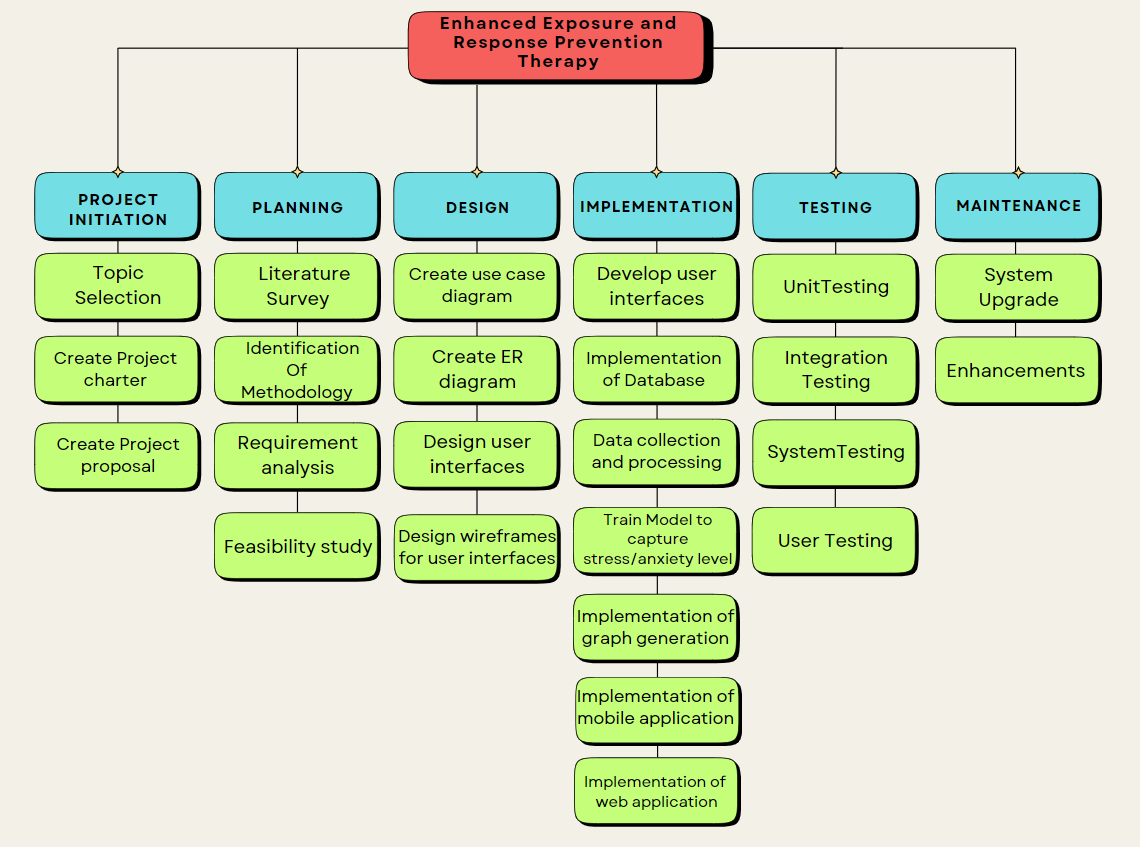 Enhanced Exposure and
Response Prevention
Therapy
PROJECT
INITIATION
Topic
Selection
Create Project
charter
Create Project
proposal
PLANNING
Literature
Survey
Identification
Of
Methodology
Requirement
analysis
Feasibility study
DESIGN
Create use case
diagram
Create ER
diagram
Design user
interfaces
Design wireframes
for user interfaces
IMPLEMENTATION
Develop user
interfaces
Implementation
of Database
Data collection
and processing
Train Model to
capture
stress/anxiety level
Implementation of
graph generation
Implementation of
mobile application
Implementation of
web application
TESTING
UnitTesting
Integration
Testing
SystemTesting
User Testing
MAINTENANCE
System
Upgrade
Enhancements